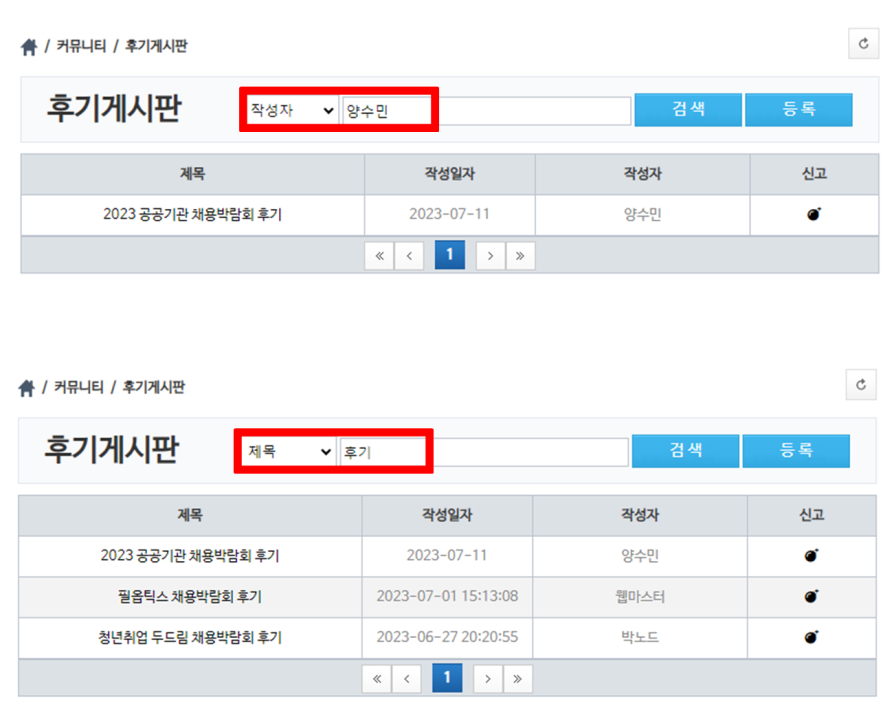 / 커뮤니티 / 후기게시판
후기게시판 작성자 양수민 검색 등록
제목 작성일자 작성자 신고
2023 공공기관 채용박람회 후기 2023-07-11 양수민
« ‹ 1 › »
/ 커뮤니티 / 후기게시판
후기게시판 제목 후기 검색 등록
제목 작성일자 작성자 신고
2023 공공기관 채용박람회 후기 2023-07-11 양수민
필옵틱스 채용박람회 후기 2023-07-01 15:13:08 웹마스터
청년취업 두드림 채용박람회 후기 2023-06-27 20:20:55 박노드
« ‹ 1 › »